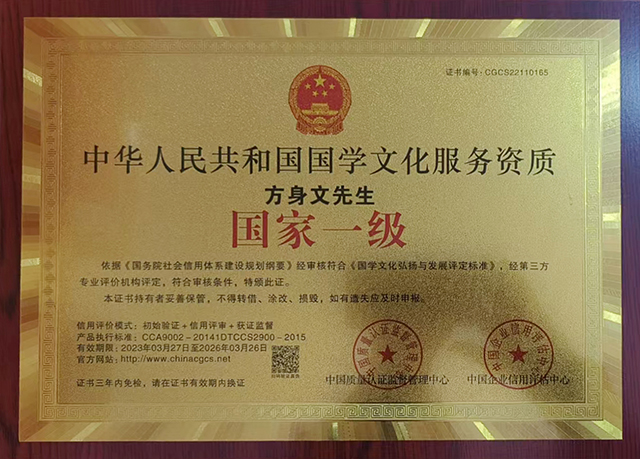 证书编号：CGCS22110165
中华人民共和国国学文化服务资质
方身文先生
国家一级
依据《国务院社会信用体系建设规划纲要》经审核符合《国学文化弘扬与发展评定标准》，经第三方
专业评价机构评定，符合审核条件，特颁此证。
本证书持有者妥善保管，不得转借、涂改、损毁，如有遗失应及时申报。
信用评价模式：初始验证＋信用评审＋获证监督
产品执行标准：CCA9002－20141DTCCS2900－2015
有效期限：2023年03月27日至2026年03月26日
官方网站：http://www.chinacgcs.net
证书三年内免检，请在证书有效期内换证
中国质量认证监督管理中心
中国企业信用评估中心